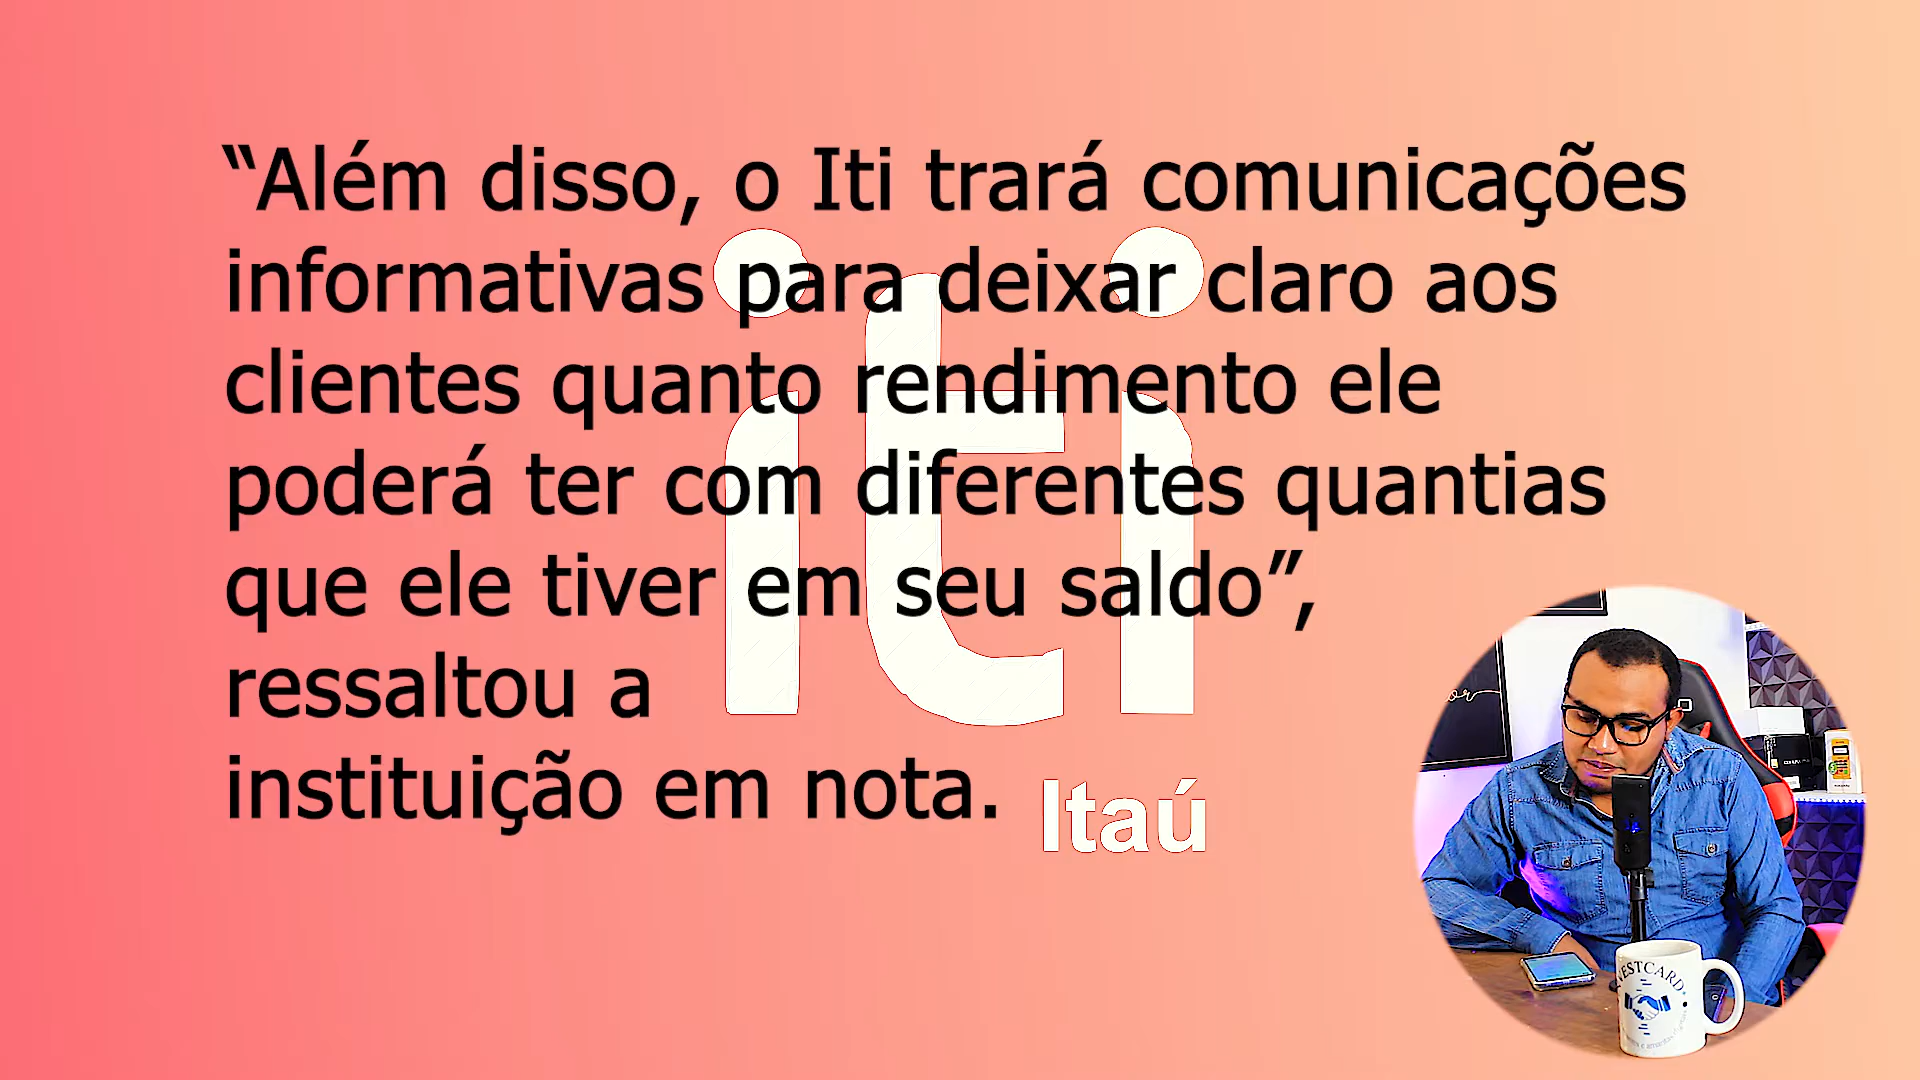 “Além disso, o Iti trará comunicações
informativas para deixar claro aos
clientes quanto rendimento ele
poderá ter com diferentes quantias
que ele tiver em seu saldo”,
ressaltou a
instituição em nota.
iti
Itaú